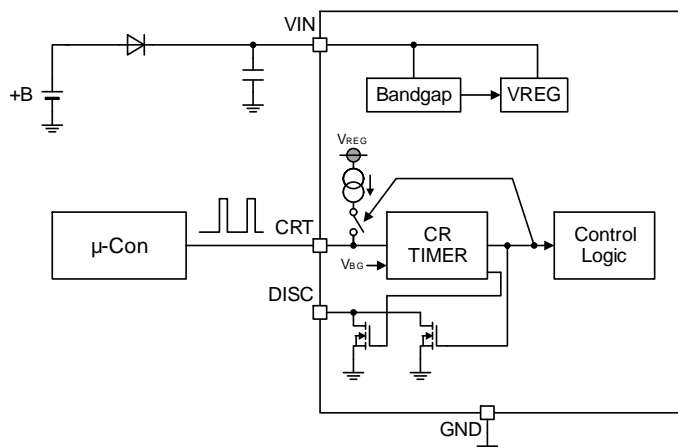 VIN
+B
Bandgap
VREG
VREG
μ-Con
CRT
CR
TIMER
Control
Logic
VBG
DISC
GND